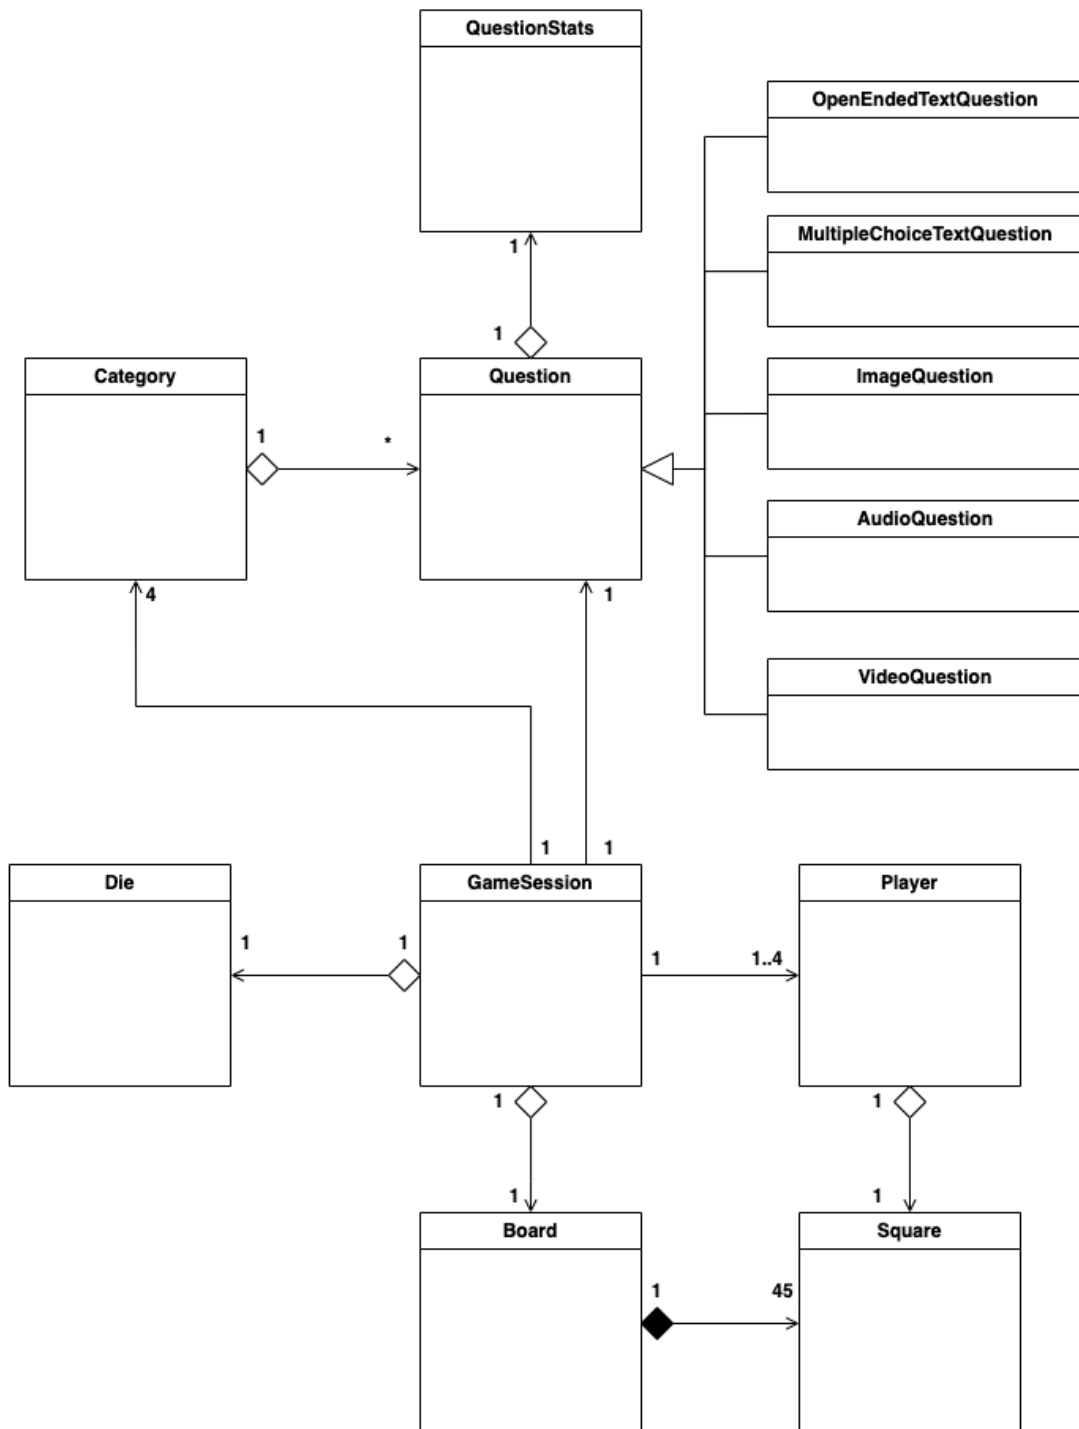 QuestionStats
OpenEndedTextQuestion
MultipleChoiceTextQuestion
1
1
Category
Question
ImageQuestion
1
*
AudioQuestion
4
1
VideoQuestion
1
1
Die
GameSession
Player
1
1
1
1..4
1
1
1
1
Board
Square
1
45